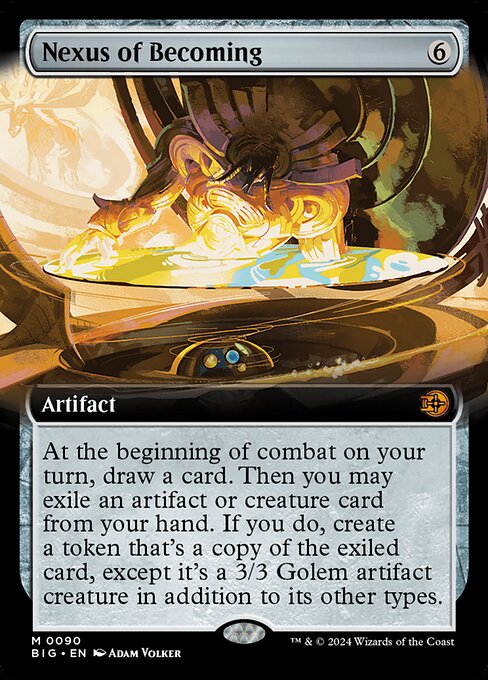 Nexus of Becoming 6
Artifact
At the beginning of combat on your
turn, draw a card. Then you may
exile an artifact or creature card
from your hand. If you do, create
a token that's a copy of the exiled
card, except it's a 3/3 Golem artifact
creature in addition to its other types.
M 0090
BIG • EN Adam Volker
™ & © 2024 Wizards of the Coast